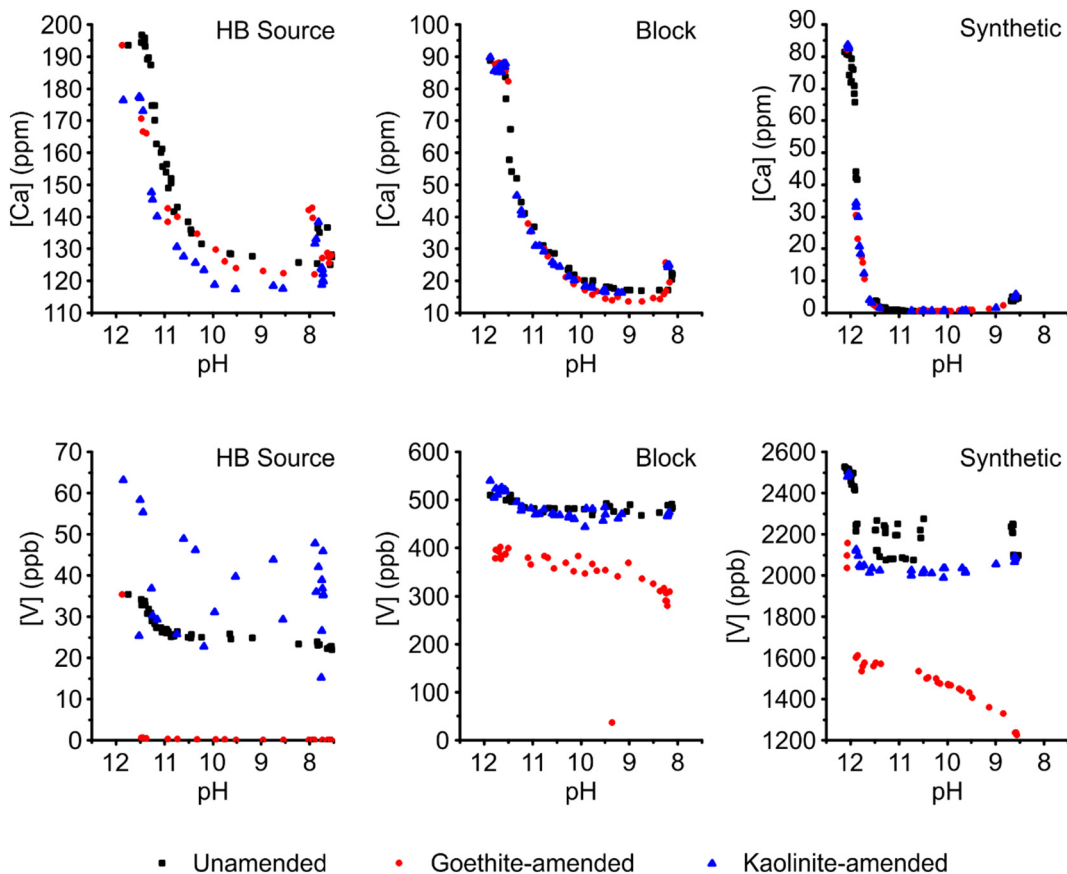 HB Source
[Ca] (ppm)
200
190
180
170
160
150
140
130
120
110
12 11 10 9 8
pH
Block
[Ca] (ppm)
100
90
80
70
60
50
40
30
20
10
12 11 10 9 8
pH
Synthetic
[Ca] (ppm)
90
80
70
60
50
40
30
20
10
0
12 11 10 9 8
pH
HB Source
[V] (ppb)
70
60
50
40
30
20
10
0
12 11 10 9 8
pH
Block
[V] (ppb)
600
500
400
300
200
100
0
12 11 10 9 8
pH
Synthetic
[V] (ppb)
2600
2400
2200
2000
1800
1600
1400
1200
12 11 10 9 8
pH
Unamended Goethite-amended Kaolinite-amended